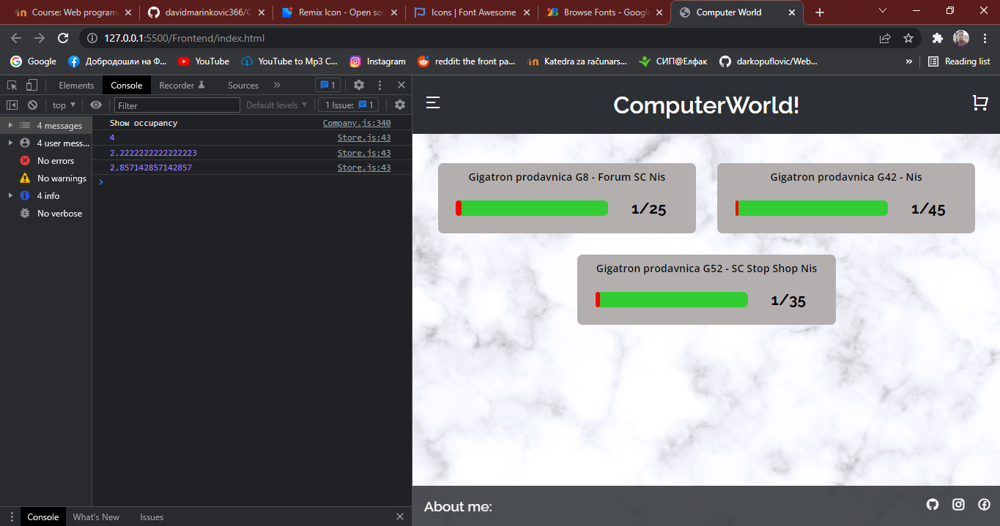 Course: Web program
davidmarinkovic366/C
Remix Icon - Open so
Icons | Font Awesome
Browse Fonts - Google
Computer World
127.0.0.1:5500/Frontend/index.html
Google
Добродошли на Ф...
YouTube
YouTube to Mp3 C...
Instagram
reddit: the front pa...
Katedra za računars...
СИП@Елфак
darkopuflovic/Web...
»
Reading list
Elements
Console
Recorder
Sources
»
1
top
Filter
Default levels
1 Issue:
1
4 messages
4 user mess...
No errors
No warnings
4 info
No verbose
Show occupancy
Company.js:340
4
Store.js:43
2.2222222222222223
Store.js:43
2.857142857142857
Store.js:43
Console
What's New
Issues
ComputerWorld!
Gigatron prodavnica G8 - Forum SC Nis
1/25
Gigatron prodavnica G42 - Nis
1/45
Gigatron prodavnica G52 - SC Stop Shop Nis
1/35
About me: